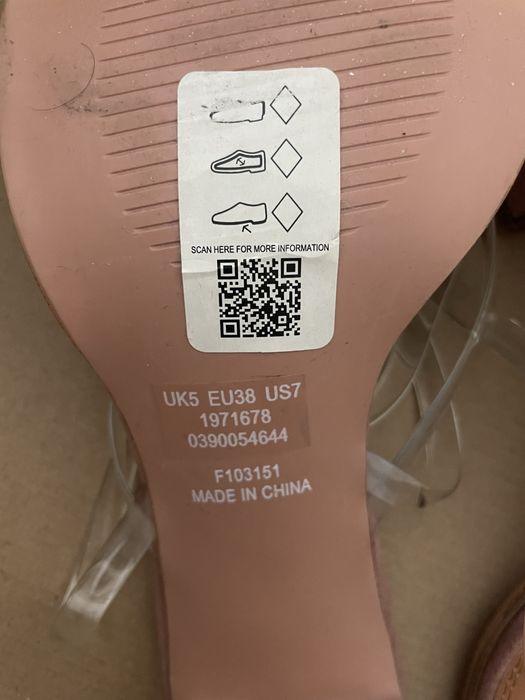 SCAN HERE FOR MORE INFORMATION
UK5 EU38 US7
1971678
0390054644
F103151
MADE IN CHINA